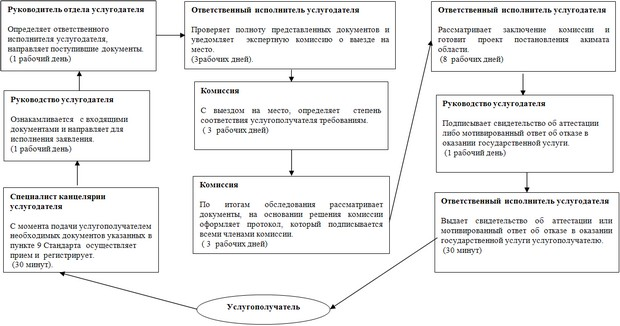 Руководитель отдела услугодателя
Определяет ответственного
исполнителя услугодателя,
направляет поступившие документы.
(1 рабочий день)
Руководство услугодателя
Ознакамливается с входящими
документами и направляет для
исполнения заявления.
(1 рабочий день)
Специалист канцелярии
услугодателя
С момента подачи услугополучателем
необходимых документов указанных в
пункте 9 Стандарта осуществляет
прием и регистрирует.
(30 минут).
Ответственный исполнитель услугодателя
Проверяет полноту представленных документов и
уведомляет экспертную комиссию о выезде на
место.
(3рабочих дней).
Комиссия
С выездом на место, определяет степень
соответствия услугополучателя требованиям.
( 3 рабочих дней)
Комиссия
По итогам обследования рассматривает
документы, на основании решения комиссии
оформляет протокол, который подписывается
всеми членами комиссии.
( 3 рабочих дней)
Ответственный исполнитель услугодателя
Рассматривает заключение комиссии и
готовит проект постановления акимата
области.
(8 рабочих дней)
Руководство услугодателя
Подписывает свидетельство об аттестации
либо мотивированный ответ об отказе в
оказании государственной услуги.
(1 рабочий день)
Ответственный исполнитель услугодателя
Выдает свидетельство об аттестации или
мотивированный ответ об отказе в оказании
государственной услуги услугополучателю.
(30 минут)
Услугополучатель